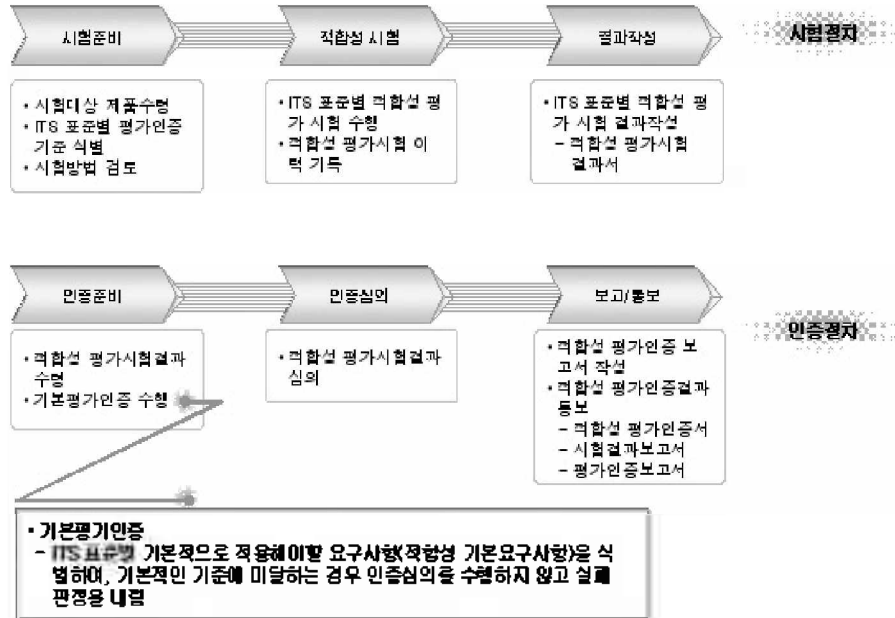 시험준비
적합성 시험
결과작성
시험절차
• 시험대상 제품수령
• ITS 표준별 평가인증
기준 식별
• 시험방법 검토
• ITS 표준별 적합성 평
가 시험 수행
• 적합성 평가시험 이
력 기록
• ITS 표준별 적합성 평
가 시험 결과작성
– 적합성 평가시험
결과서
인증준비
인증심의
보고/통보
인증절차
• 적합성 평가시험결과
수령
• 기본평가인증 수행
• 적합성 평가시험결과
심의
• 적합성 평가인증 보
고서 작성
• 적합성 평가인증결과
통보
– 적합성 평가인증서
– 시험결과보고서
– 평가인증보고서
• 기본평가인증
– ITS 표준별 기본적으로 적용해야할 요구사항(적합성 기본요구사항)을 식
별하며, 기본적인 기준에 미달하는 경우 인증심의를 수행하지 않고 실패
판정을 내림